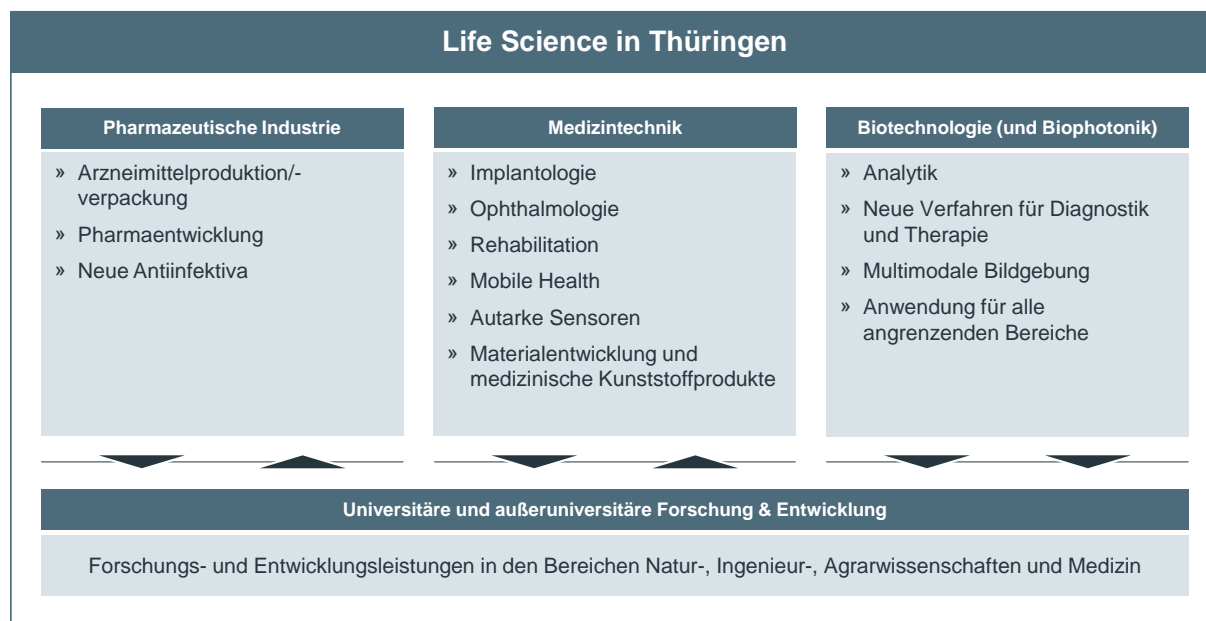 Life Science in Thüringen
Pharmazeutische Industrie
» Arzneimittelproduktion/-
verpackung
» Pharmaentwicklung
» Neue Antiinfektiva
Medizintechnik
» Implantologie
» Ophthalmologie
» Rehabilitation
» Mobile Health
» Autarke Sensoren
» Materialentwicklung und
medizinische Kunststoffprodukte
Biotechnologie (und Biophotonik)
» Analytik
» Neue Verfahren für Diagnostik
und Therapie
» Multimodale Bildgebung
» Anwendung für alle
angrenzenden Bereiche
Universitäre und außeruniversitäre Forschung & Entwicklung
Forschungs- und Entwicklungsleistungen in den Bereichen Natur-, Ingenieur-, Agrarwissenschaften und Medizin